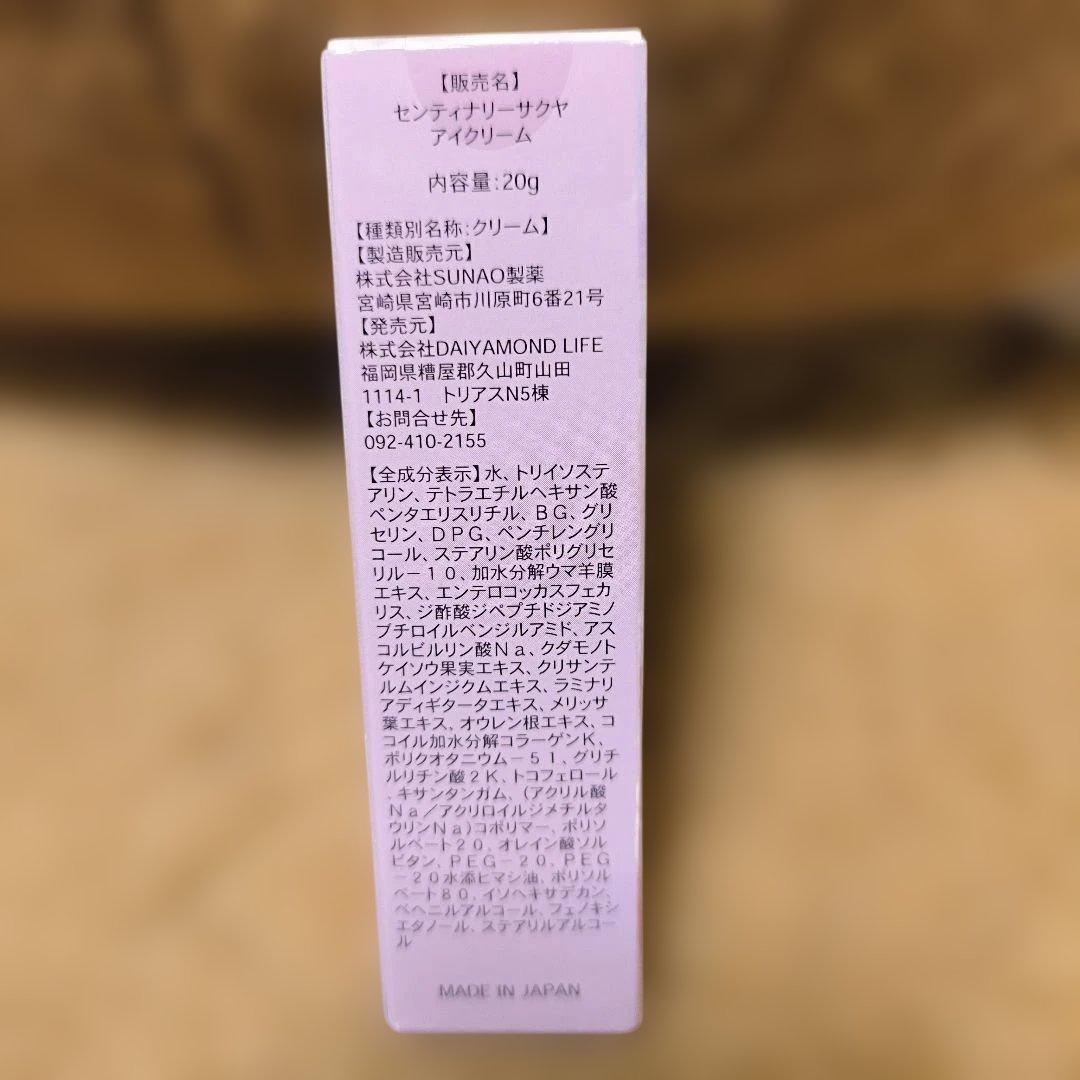 【販売名】
センティナリーサクヤ
アイクリーム
内容量:20g
【種類別名称:クリーム】
【製造販売元】
株式会社SUNAO製薬
宮崎県宮崎市川原町6番21号
【発売元】
株式会社DAIYAMOND LIFE
福岡県糟屋郡久山町山田
1114-1 トリアスN5棟
【お問合せ先】
092-410-2155
【全成分表示】水、トリイソステ
アリン、テトラエチルヘキサン酸
ペンタエリスリチル、ＢＧ、グリ
セリン、ＤＰＧ、ペンチレングリ
コール、ステアリン酸ポリグリセ
リル－１０、加水分解ウマ羊膜
エキス、エンテロコッカスフェカ
リス、ジ酢酸ジペプチドジアミノ
ブチロイルベンジルアミド、アス
コルビルリン酸Ｎａ、クダモノト
ケイソウ果実エキス、クリサンテ
ルムインジクムエキス、ラミナリ
アディギタータエキス、メリッサ
葉エキス、オウレン根エキス、コ
コイル加水分解コラーゲンＫ、
ポリクオタニウム－５１、グリチ
ルリチン酸２Ｋ、トコフェロール
、キサンタンガム、（アクリル酸
Ｎａ／アクリロイルジメチルタ
ウリンＮａ）コポリマー、ポリソ
ルベート２０、オレイン酸ソル
ビタン、ＰＥＧ－２０、ＰＥＧ
－２０水添ヒマシ油、ポリソル
ベート８０、イソヘキサデカン、
ベヘニルアルコール、フェノキシ
エタノール、ステアリルアルコー
ル
MADE IN JAPAN